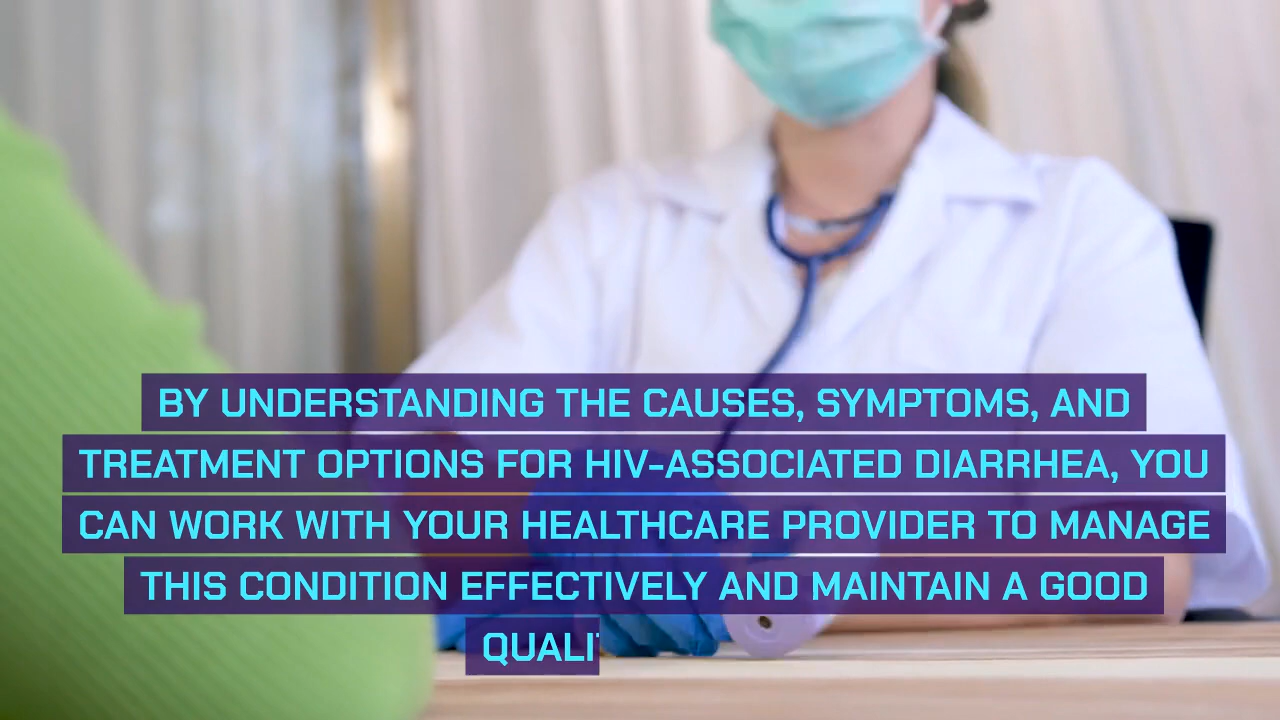 BY UNDERSTANDING THE CAUSES, SYMPTOMS, AND
TREATMENT OPTIONS FOR HIV-ASSOCIATED DIARRHEA, YOU
CAN WORK WITH YOUR HEALTHCARE PROVIDER TO MANAGE
THIS CONDITION EFFECTIVELY AND MAINTAIN A GOOD
QUALI